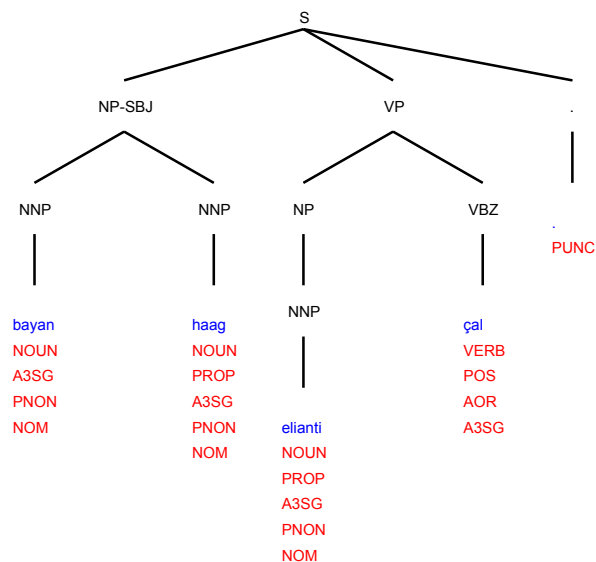 S
NP-SBJ VP .
NNP NNP NP VBZ .
PUNC
NNP
bayan haag çal
NOUN NOUN VERB
A3SG PROP POS
PNON A3SG AOR
NOM PNON elianti A3SG
NOM NOUN
PROP
A3SG
PNON
NOM